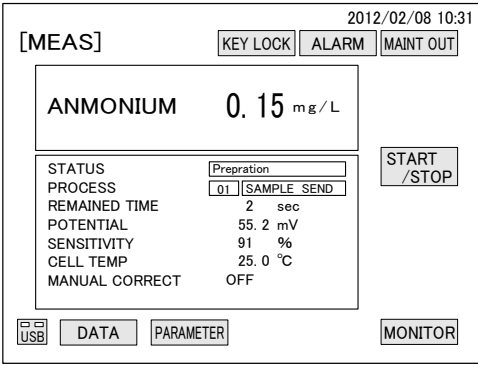 2012/02/08 10:31
[MEAS] KEY LOCK ALARM MAINT OUT
ANMONIUM 0.15 mg/L
START
/STOP
STATUS Prepration
PROCESS 01 SAMPLE SEND
REMAINED TIME 2 sec
POTENTIAL 55.2 mV
SENSITIVITY 91 %
CELL TEMP 25.0 ℃
MANUAL CORRECT OFF
USB DATA PARAMETER MONITOR